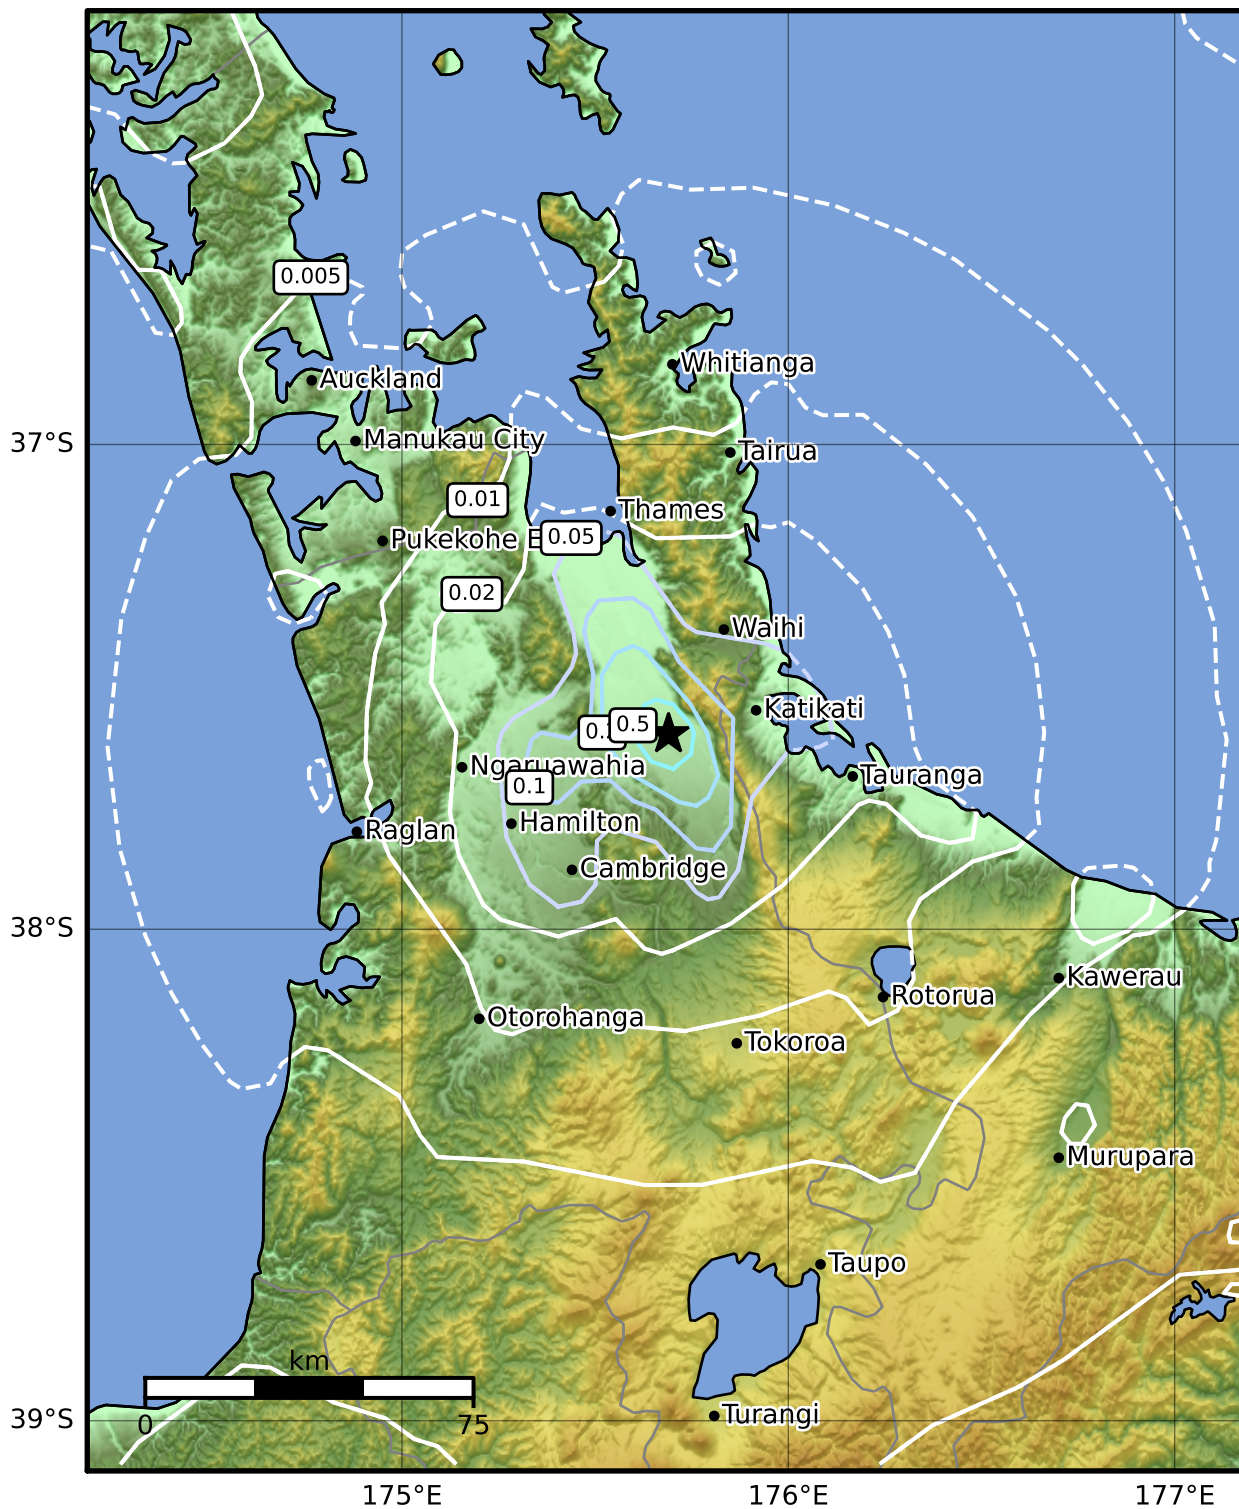 0.005
Whitianga
Auckland
37°S
Manukau City
Tairua
0.01
Thames
Pukekohe
0.05
0.02
Waihi
Katikati
0.5
Ngaruawahia
Tauranga
0.1
Raglan
Hamilton
Cambridge
38°S
Kawerau
Rotorua
Otorohanga
Tokoroa
Murupara
Taupo
km
0
75
39°S
Turangi
175°E
176°E
177°E